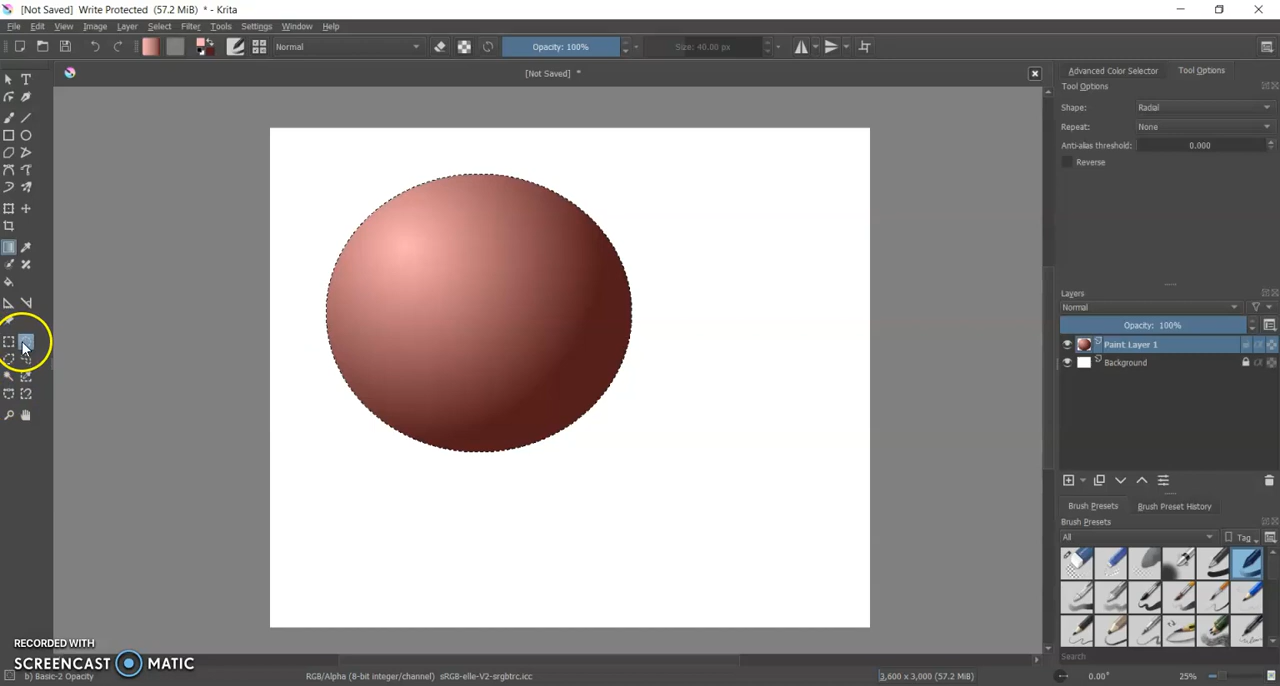 [Not Saved] Write Protected (57.2 MiB) * - Krita
File Edit View Image Layer Select Filter Tools Settings Window Help
Normal
Opacity: 100%
Size: 40.00 px
[Not Saved] *
Advanced Color Selector
Tool Options
Tool Options
Shape: Radial
Repeat: None
Anti-alias threshold: 0.000
Reverse
Layers
Normal
Opacity: 100%
Paint Layer 1
Background
Brush Presets
Brush Preset History
Brush Presets
All
Tag
Search
RECORDED WITH
SCREENCAST MATIC
b) Basic-2 Opacity
RGB/Alpha (8-bit integer/channel) sRGB-elle-V2-srgbtrc.icc
3,600 x 3,000 (57.2 MiB)
0.00°
25%